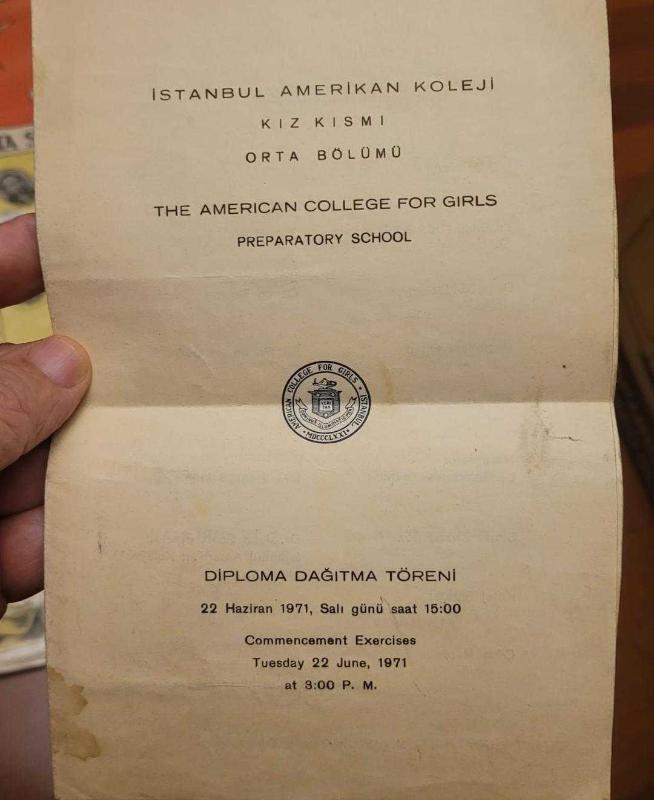 İSTANBUL AMERİKAN KOLEJİ
KIZ KISMI
ORTA BÖLÜMÜ
THE AMERICAN COLLEGE FOR GIRLS
PREPARATORY SCHOOL
AMERICAN COLLEGE FOR GIRLS · ISTANBUL ·
MDCCCLXXI
DİPLOMA DAĞITMA TÖRENİ
22 Haziran 1971, Salı günü saat 15:00
Commencement Exercises
Tuesday 22 June, 1971
at 3:00 P. M.